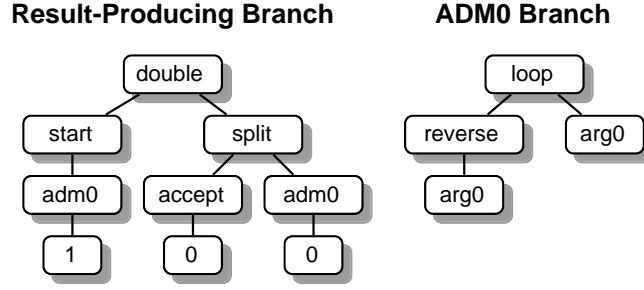 Result-Producing Branch
ADM0 Branch
double
loop
start
split
reverse
arg0
adm0
accept
adm0
arg0
1
0
0